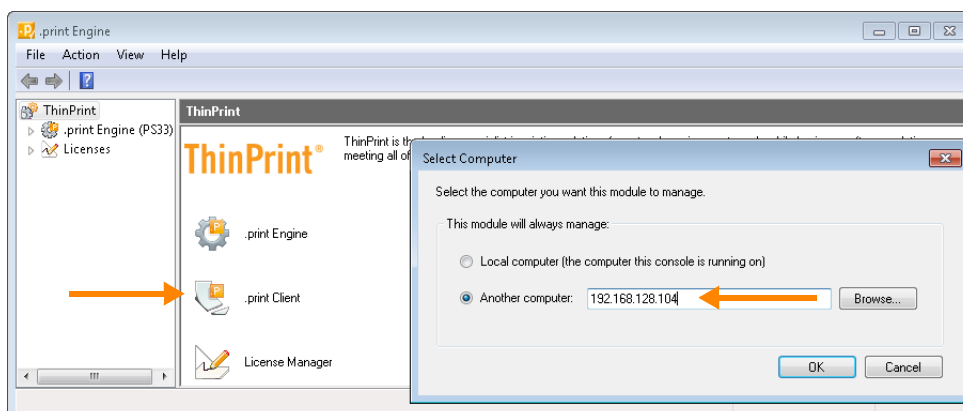 .print Engine
File Action View Help
ThinPrint
.print Engine (PS33)
Licenses
ThinPrint
ThinPrint®
ThinPrint is
meeting all of
.print Engine
.print Client
License Manager
Select Computer
Select the computer you want this module to manage.
This module will always manage:
Local computer (the computer this console is running on)
Another computer: 192.168.128.104 Browse...
OK Cancel